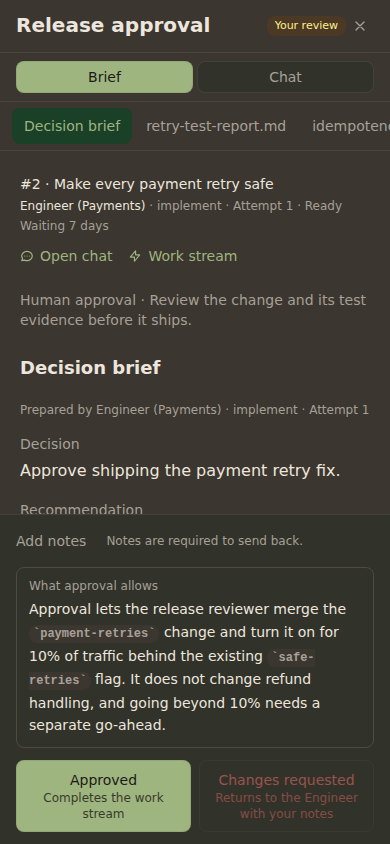 Release approval
Your review
Brief
Chat
Decision brief
retry-test-report.md
idempoten
#2 · Make every payment retry safe
Engineer (Payments) · implement · Attempt 1 · Ready
Waiting 7 days
Open chat
Work stream
Human approval · Review the change and its test
evidence before it ships.
Decision brief
Prepared by Engineer (Payments) · implement · Attempt 1
Decision
Approve shipping the payment retry fix.
Recommendation
Add notes
Notes are required to send back.
What approval allows
Approval lets the release reviewer merge the
`payment-retries` change and turn it on for
10% of traffic behind the existing `safe-
retries` flag. It does not change refund
handling, and going beyond 10% needs a
separate go-ahead.
Approved
Completes the work
stream
Changes requested
Returns to the Engineer
with your notes